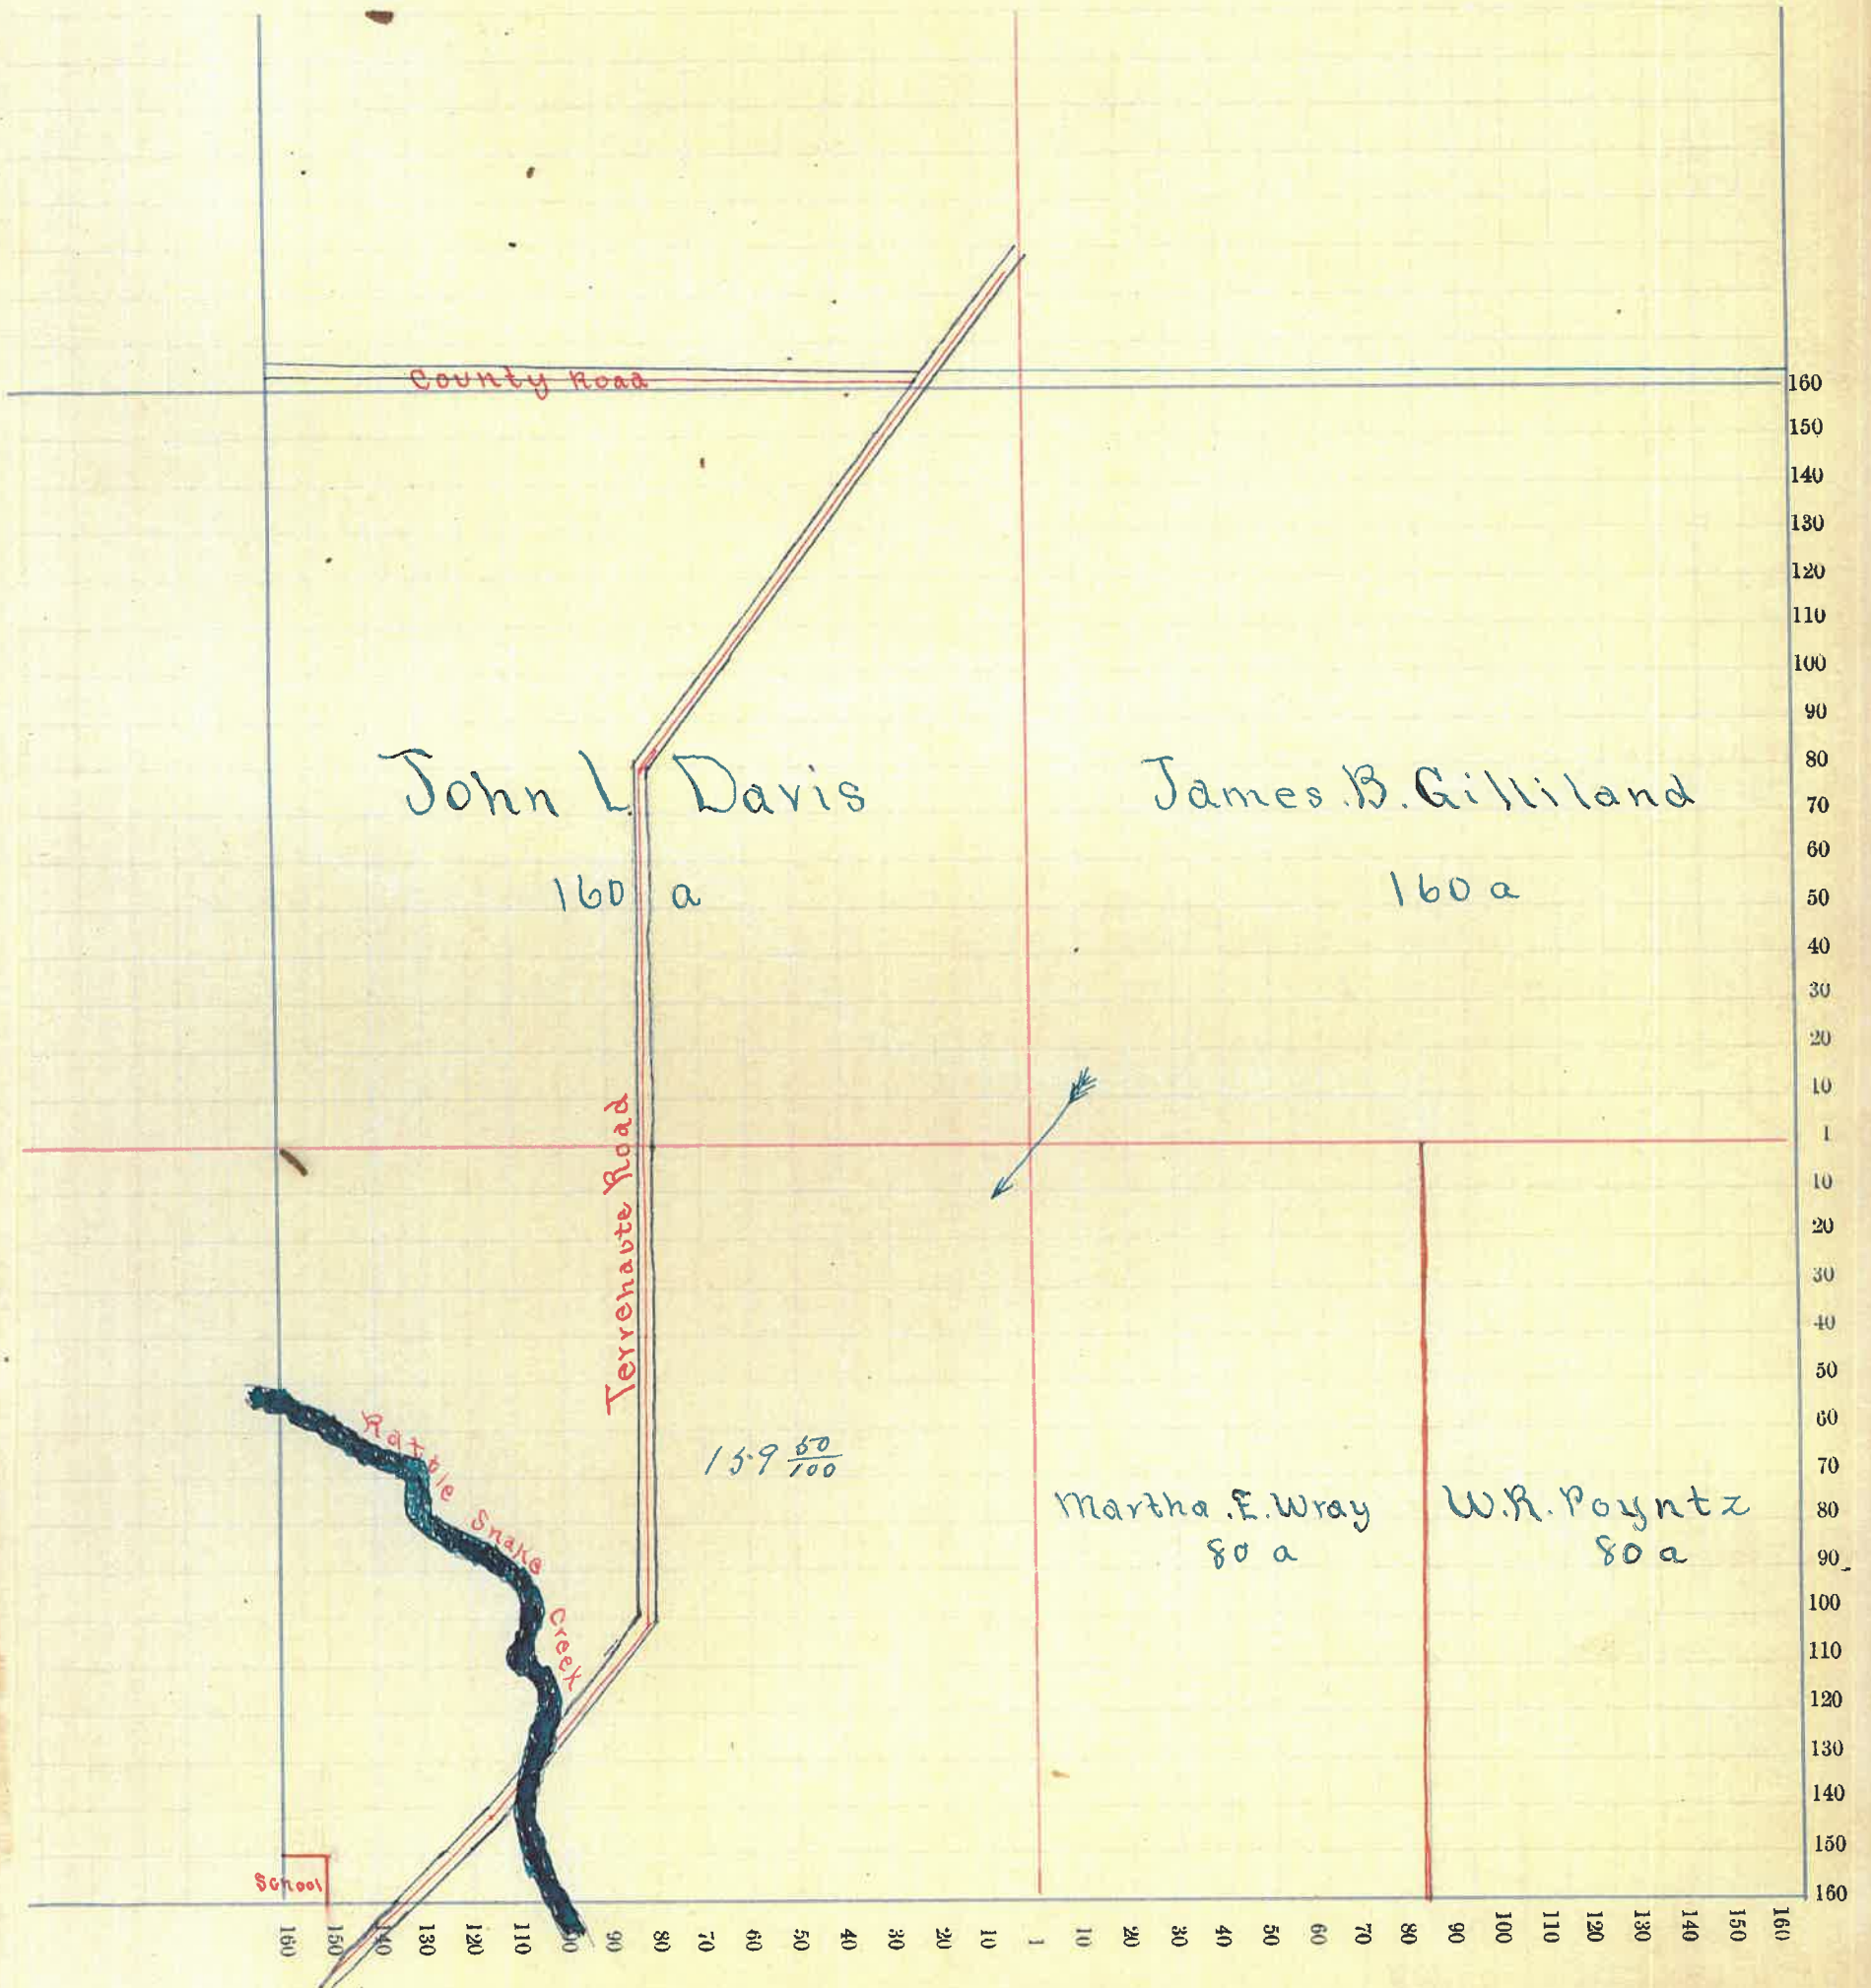 County Road
John L Davis
160 a
James. B. Gilliland
160 a
Terrehaute Road
Rattle Snake Creek
159 50/100
Martha. E. Wray
80 a
W. R. Poyntz
80 a
School
160
150
140
130
120
110
100
90
80
70
60
50
40
30
20
10
1
10
20
30
40
50
60
70
80
90
100
110
120
130
140
150
160
160 150 140 130 120 110 100 90 80 70 60 50 40 30 20 10 1 10 20 30 40 50 60 70 80 90 100 110 120 130 140 150 160